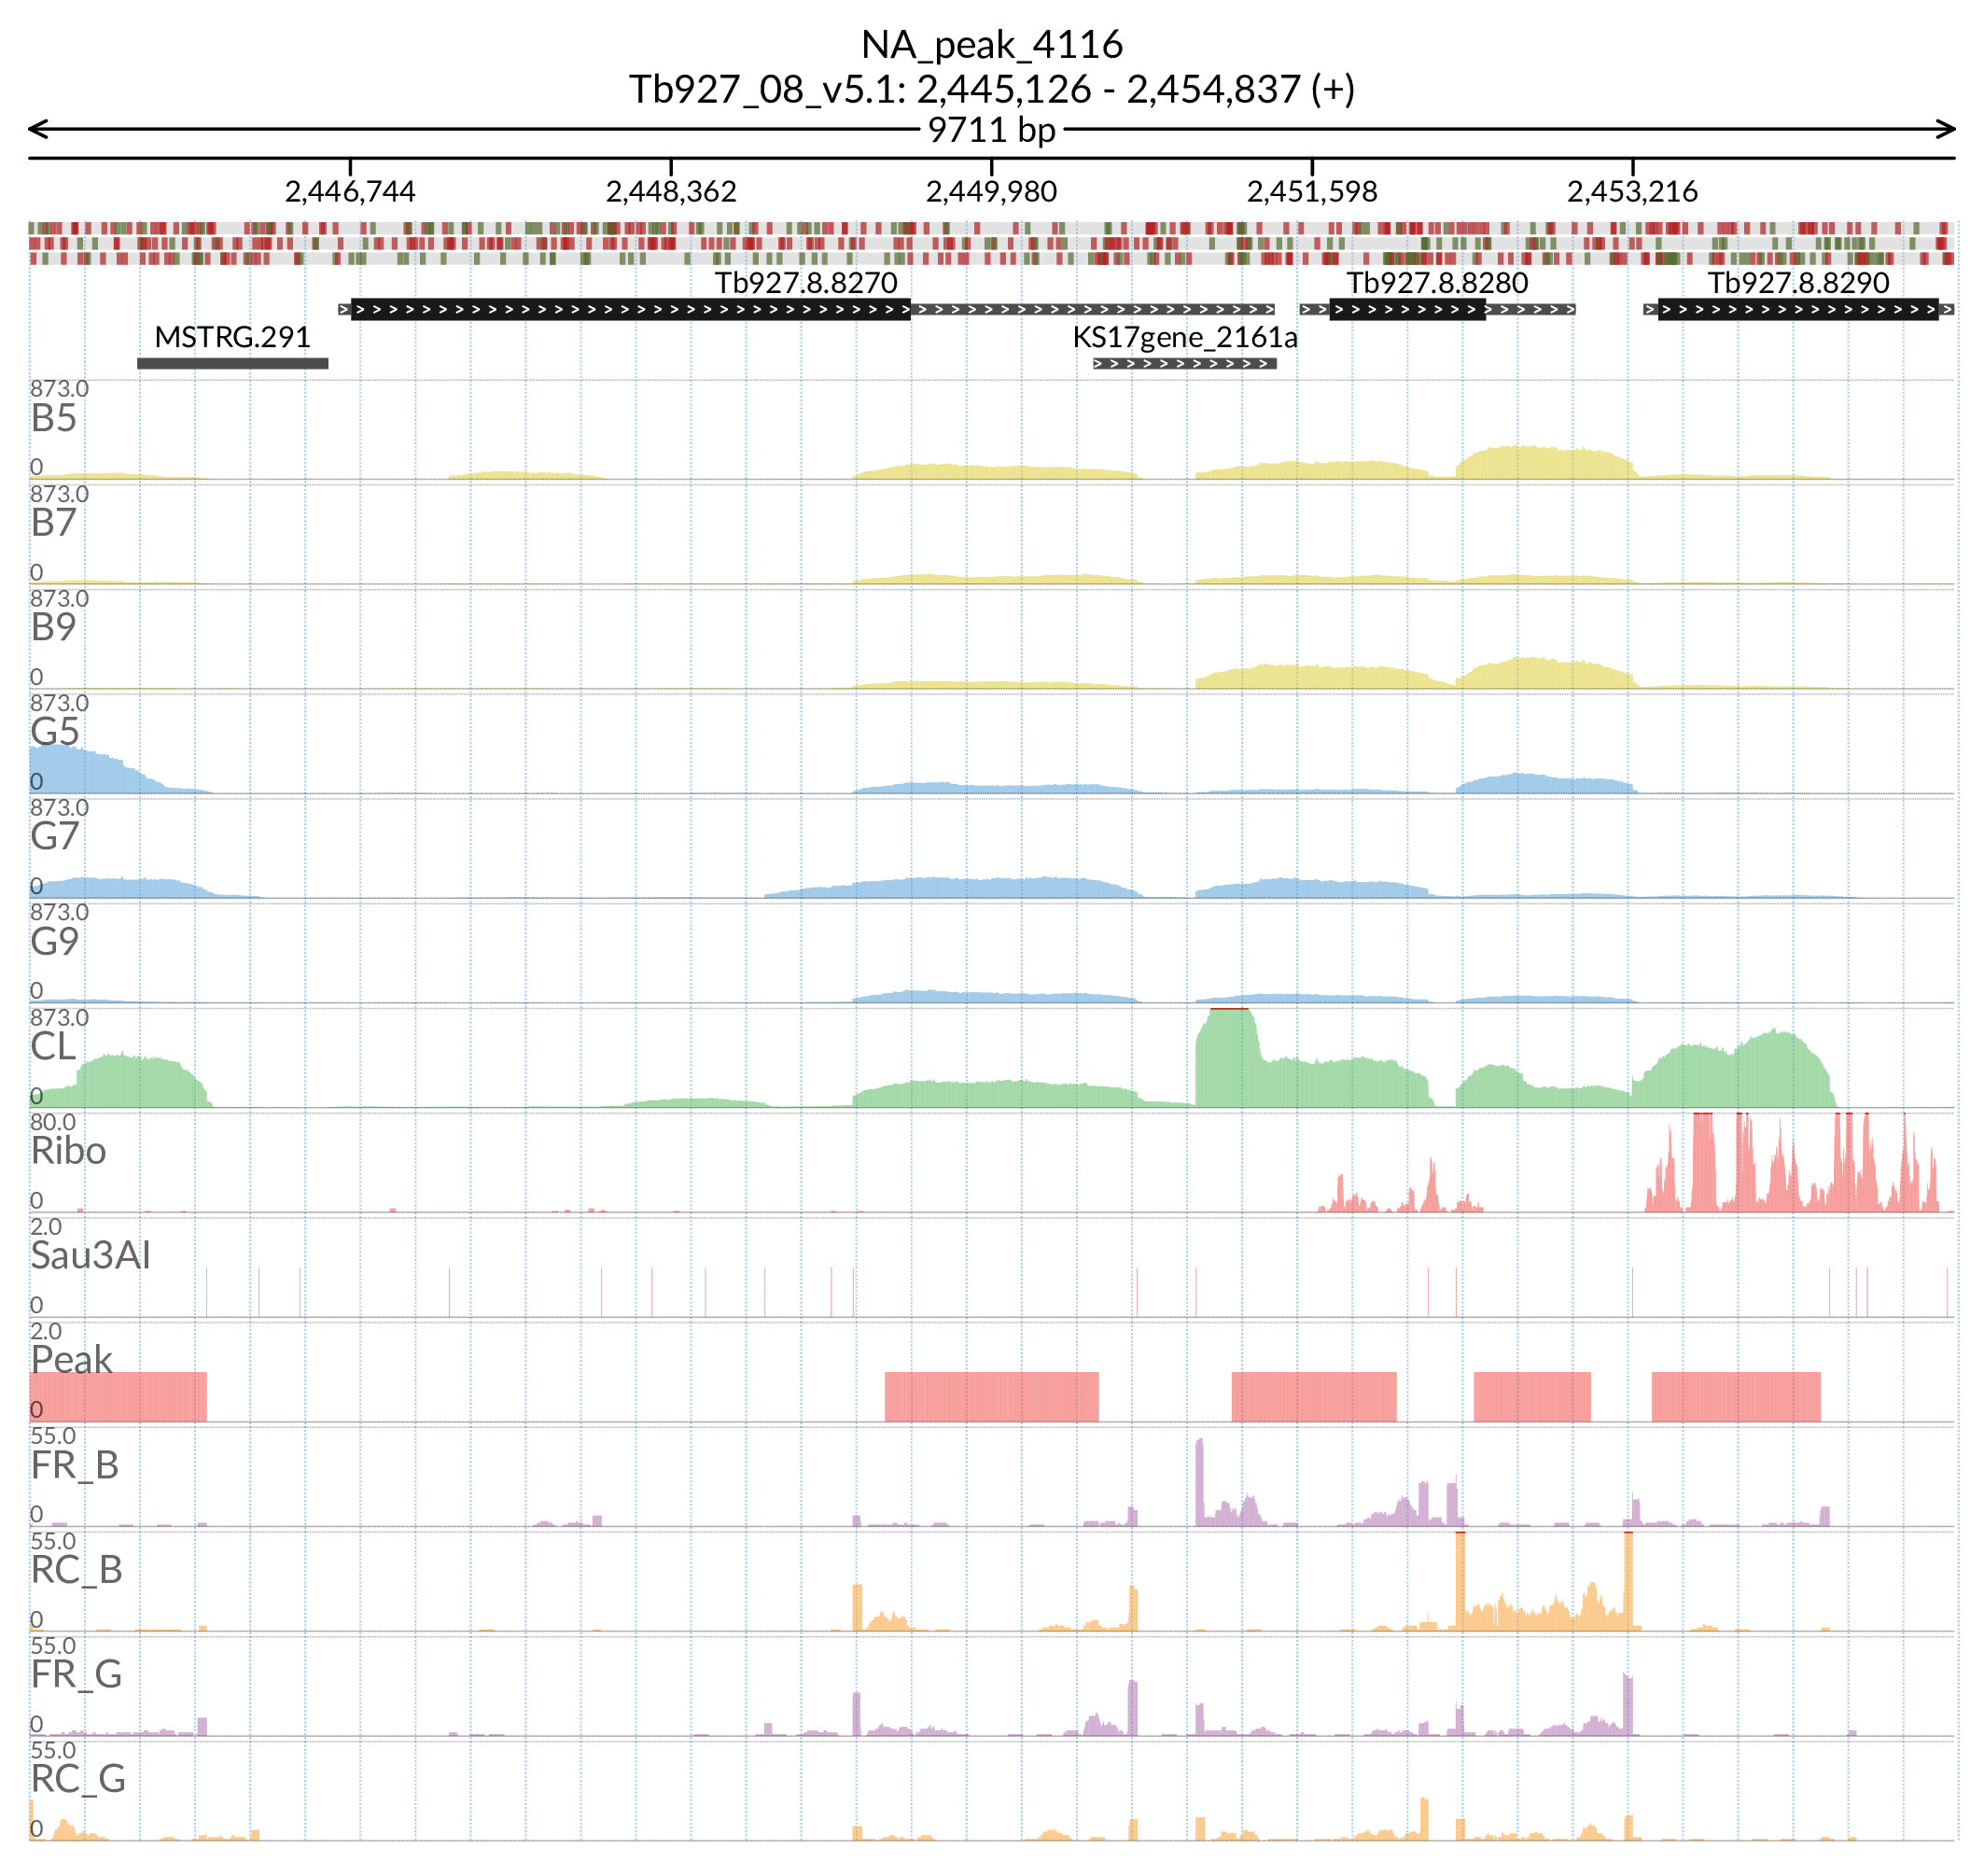 NA_peak_4116
Tb927_08_v5.1: 2,445,126 - 2,454,837 (+)
9711 bp
2,446,744 2,448,362 2,449,980 2,451,598 2,453,216
Tb927.8.8270 Tb927.8.8280 Tb927.8.8290
MSTRG.291 KS17gene_2161a
873.0
B5
0
873.0
B7
0
873.0
B9
0
873.0
G5
0
873.0
G7
0
873.0
G9
0
873.0
CL
0
80.0
Ribo
0
2.0
Sau3AI
0
2.0
Peak
0
55.0
FR_B
0
55.0
RC_B
0
55.0
FR_G
0
55.0
RC_G
0